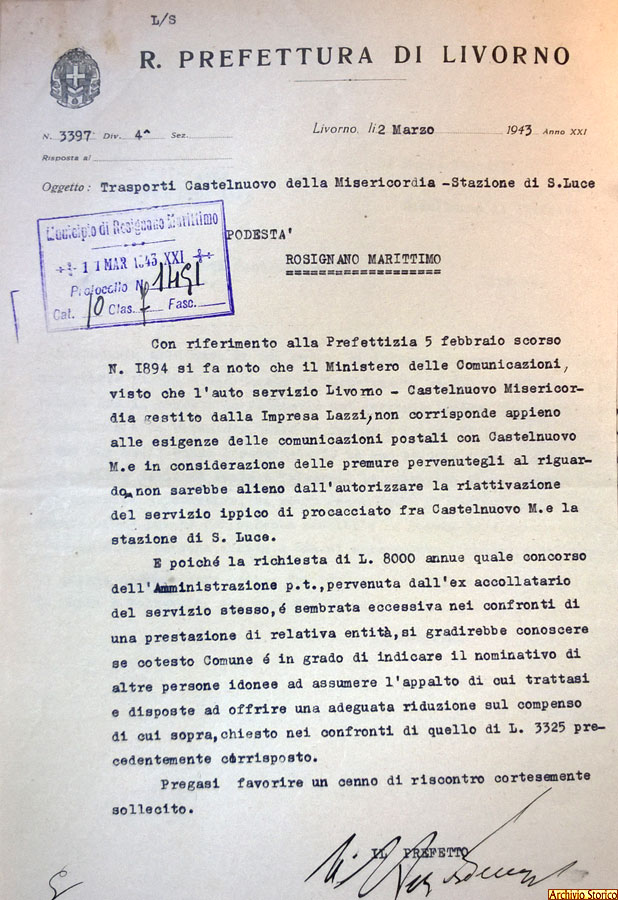 L/S
R. PREFETTURA DI LIVORNO
N. 3397 Div. 4^ Sez.
Livorno, li 2 Marzo 1943 Anno XXI
Risposta al
Oggetto: Trasporti Castelnuovo della Misericordia -Stazione di S.Luce
Municipio di Rosignano Marittimo
11 MAR 1943 XXI
Protocollo N. 1491
Cat. 10 Clas. Fasc.
PODESTA'
ROSIGNANO MARITTIMO
====================
Con riferimento alla Prefettizia 5 febbraio scorso
N. I894 si fa noto che il Ministero delle Comunicazioni,
visto che l'auto servizio Livorno - Castelnuovo Misericor-
dia gestito dalla Impresa Lazzi, non corrisponde appieno
alle esigenze delle comunicazioni postali con Castelnuovo
M.e in considerazione delle premure pervenutegli al riguar-
do, non sarebbe alieno dall'autorizzare la riattivazione
del servizio ippico di procacciato fra Castelnuovo M.e la
stazione di S. Luce.
E poiché la richiesta di L. 8000 annue quale concorso
dell'Amministrazione p.t.,pervenuta dall'ex accollatario
del servizio stesso,é sembrata eccessiva nei confronti di
una prestazione di relativa entità,si gradirebbe conoscere
se cotesto Comune é in grado di indicare il nominativo di
altre persone idonee ad assumere l'appalto di cui trattasi
e disposte ad offrire una adeguata riduzione sul compenso
di cui sopra,chiesto nei confronti di quello di L. 3325 pre-
cedentemente corrisposto.
Pregasi favorire un cenno di riscontro cortesemente
sollecito.
IL PREFETTO
Archivio Storico